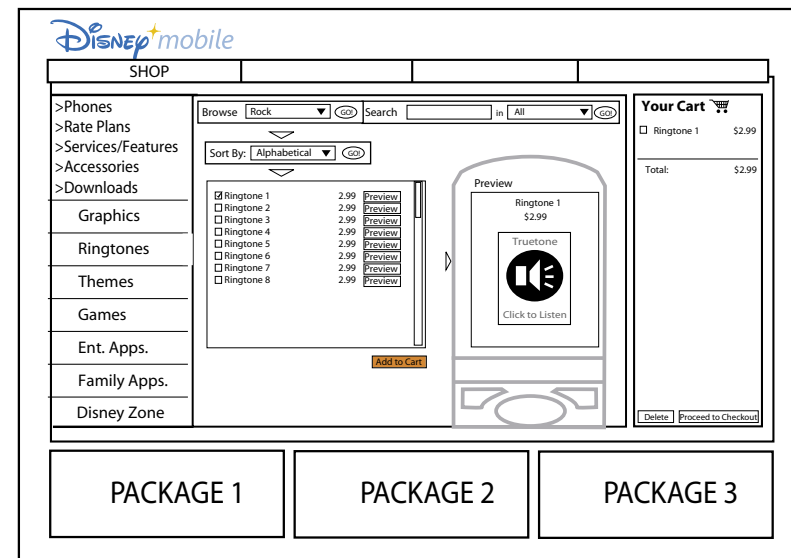 Disney mobile
SHOP
>Phones
>Rate Plans
>Services/Features
>Accessories
>Downloads
Graphics
Ringtones
Themes
Games
Ent. Apps.
Family Apps.
Disney Zone
Browse Rock GO! Search in All GO!
Sort By: Alphabetical GO!
Ringtone 1 2.99 Preview
Ringtone 2 2.99 Preview
Ringtone 3 2.99 Preview
Ringtone 4 2.99 Preview
Ringtone 5 2.99 Preview
Ringtone 6 2.99 Preview
Ringtone 7 2.99 Preview
Ringtone 8 2.99 Preview
Add to Cart
Preview
Ringtone 1
$2.99
Truetone
Click to Listen
Your Cart
Ringtone 1 $2.99
Total: $2.99
Delete Proceed to Checkout
PACKAGE 1 PACKAGE 2 PACKAGE 3